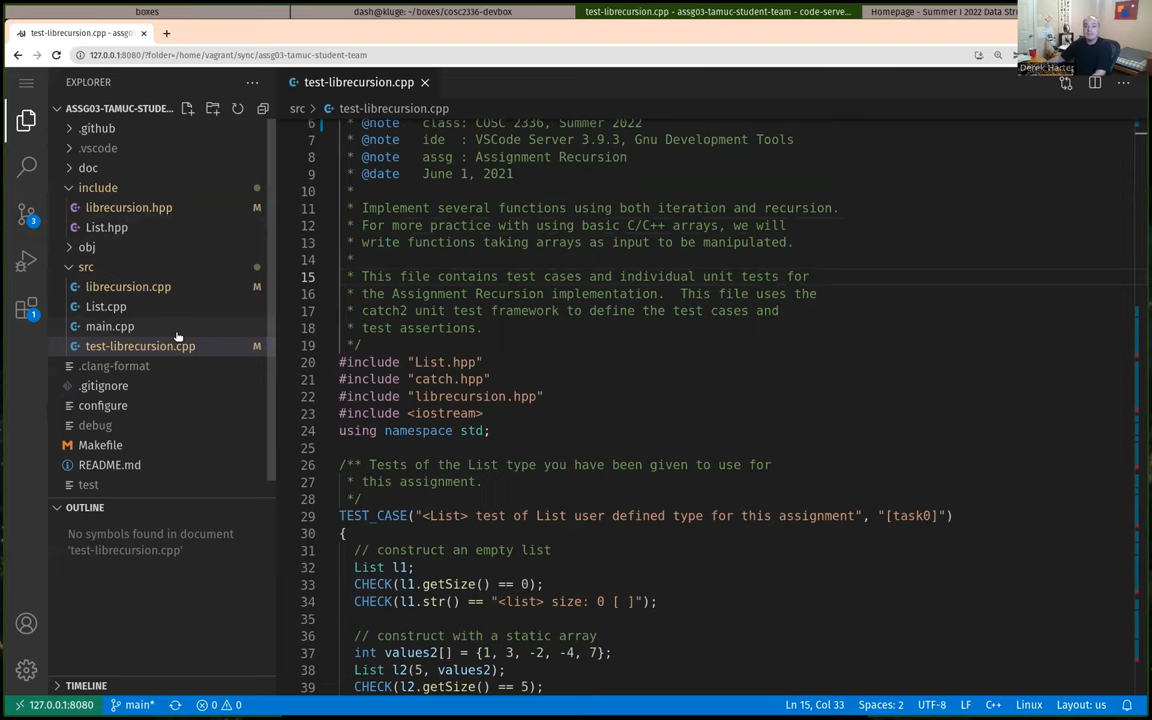 boxes
dash@kluge: ~/boxes/cosc2336-devbox
test-librecursion.cpp - assg03-tamuc-student-team - code-serve...
Homepage - Summer I 2022 Data Str
test-librecursion.cpp - assg0
127.0.0.1:8080/?folder=/home/vagrant/sync/assg03-tamuc-student-team
Derek Harter
EXPLORER
test-librecursion.cpp
ASSG03-TAMUC-STUDE...
src > test-librecursion.cpp
.github
.vscode
doc
include
librecursion.hpp M
List.hpp
obj
src
librecursion.cpp M
List.cpp
main.cpp
test-librecursion.cpp M
.clang-format
.gitignore
configure
debug
Makefile
README.md
test
3
1
OUTLINE
No symbols found in document
'test-librecursion.cpp'
TIMELINE
6 * @note   class: COSC 2336, Summer 2022
7 * @note   ide  : VSCode Server 3.9.3, Gnu Development Tools
8 * @note   assg : Assignment Recursion
9 * @date   June 1, 2021
10 *
11 * Implement several functions using both iteration and recursion.
12 * For more practice with using basic C/C++ arrays, we will
13 * write functions taking arrays as input to be manipulated.
14 *
15 * This file contains test cases and individual unit tests for
16 * the Assignment Recursion implementation.  This file uses the
17 * catch2 unit test framework to define the test cases and
18 * test assertions.
19 */
20 #include "List.hpp"
21 #include "catch.hpp"
22 #include "librecursion.hpp"
23 #include <iostream>
24 using namespace std;
25
26 /** Tests of the List type you have been given to use for
27 * this assignment.
28 */
29 TEST_CASE("<List> test of List user defined type for this assignment", "[task0]")
30 {
31 // construct an empty list
32 List l1;
33 CHECK(l1.getSize() == 0);
34 CHECK(l1.str() == "<list> size: 0 [ ]");
35
36 // construct with a static array
37 int values2[] = {1, 3, -2, -4, 7};
38 List l2(5, values2);
39 CHECK(l2.getSize() == 5);
127.0.0.1:8080 main* 0 0 Ln 15, Col 33 Spaces: 2 UTF-8 LF C++ Linux Layout: us